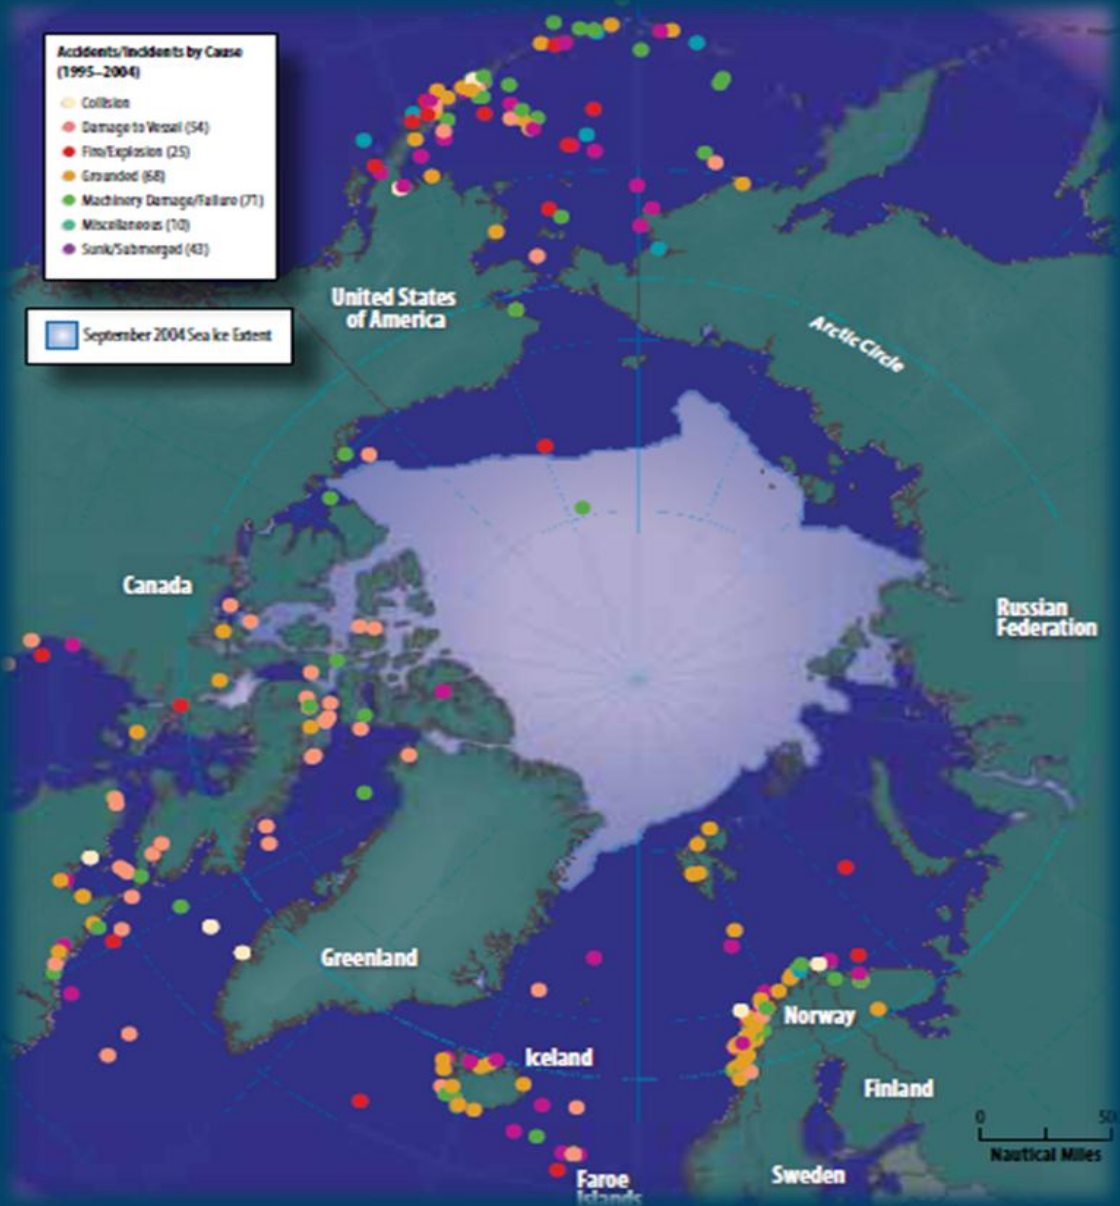 Accidents/Incidents by Cause
(1995–2004)
Collision
Damage to Vessel (54)
Fire/Explosion (25)
Grounded (68)
Machinery Damage/Failure (71)
Miscellaneous (10)
Sunk/Submerged (43)
September 2004 Sea Ice Extent
United States
of America
Arctic Circle
Canada
Russian
Federation
Greenland
Iceland
Norway
Finland
Sweden
Faroe
Islands
0 50
Nautical Miles